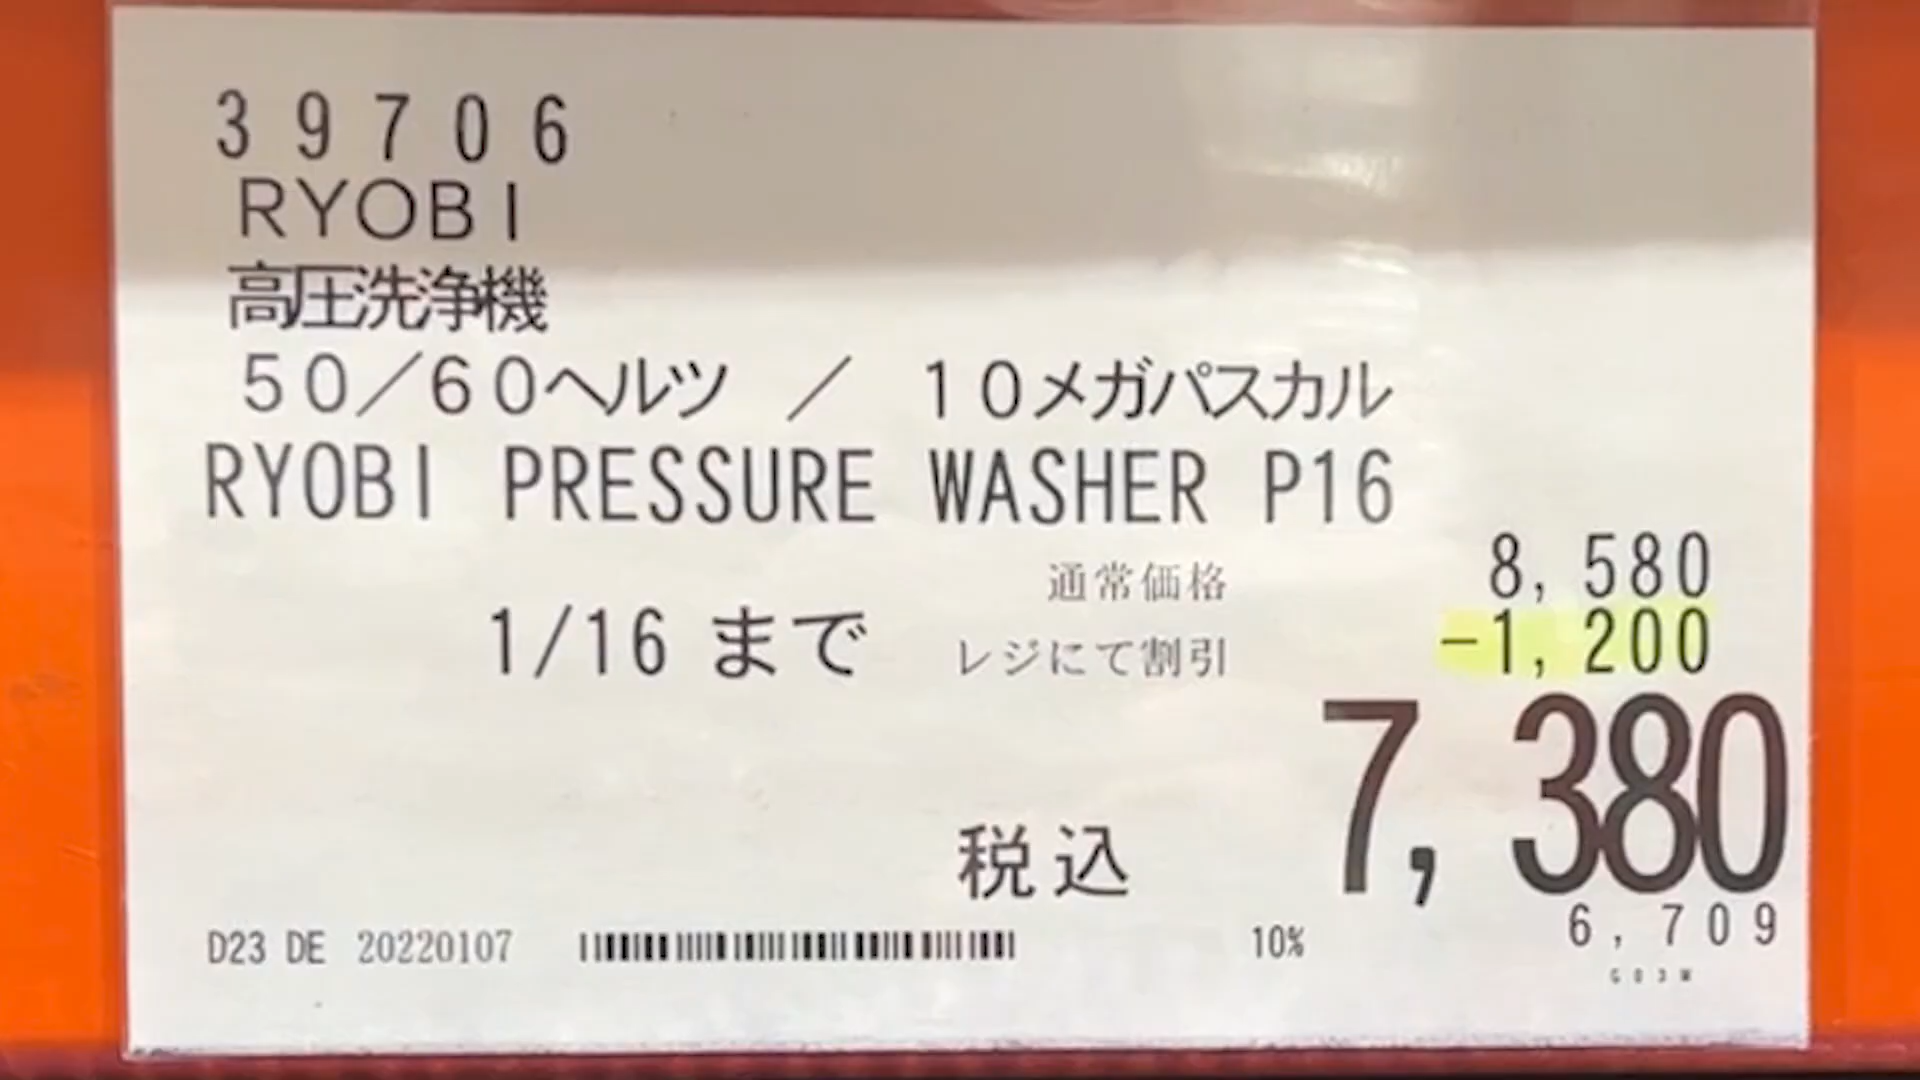 39706
RYOBI
高圧洗浄機
50/60ヘルツ / 10メガパスカル
RYOBI PRESSURE WASHER P16
通常価格 8,580
1/16 まで レジにて割引 -1,200
7,380
税込
6,709
D23 DE 20220107 10%
G03W